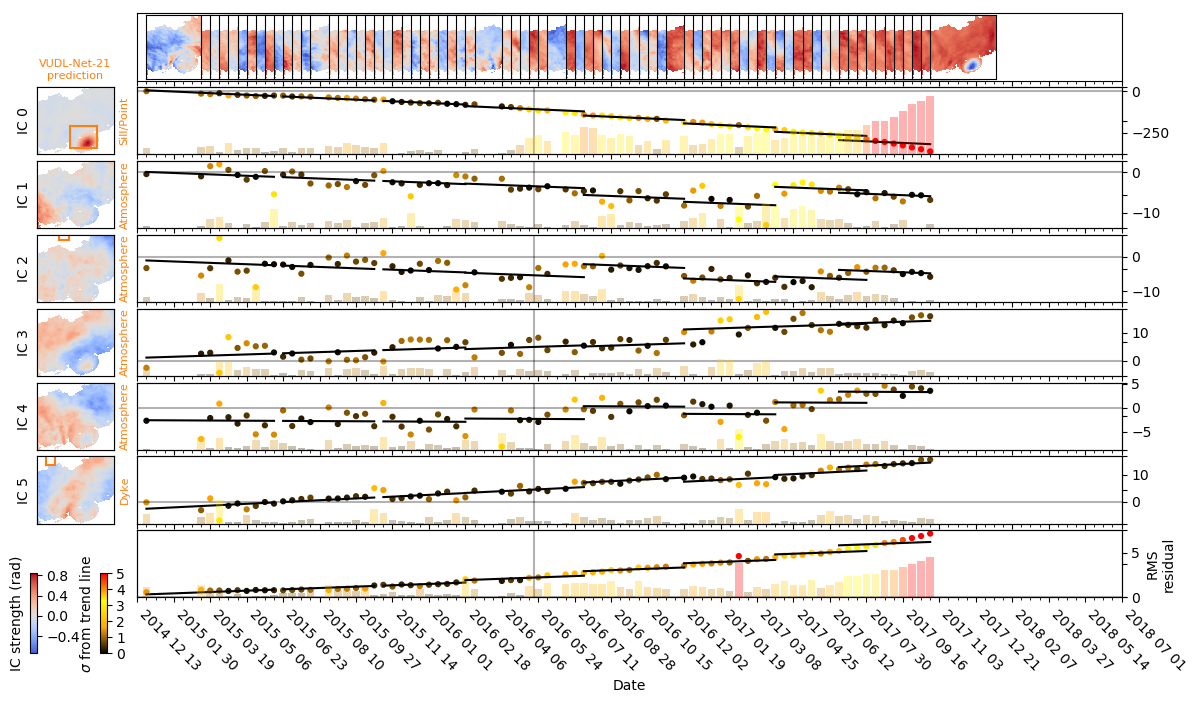 VUDL-Net-21
prediction
IC 0
Sill/Point
0
−250
IC 1
Atmosphere
0
−10
IC 2
Atmosphere
0
−10
IC 3
Atmosphere
10
0
IC 4
Atmosphere
5
0
−5
IC 5
Dyke
10
0
5
0
RMS
residual
IC strength (rad)
0.8
0.4
0.0
−0.4
σ from trend line
5
4
3
2
1
0
2014 12 13
2015 01 30
2015 03 19
2015 05 06
2015 06 23
2015 08 10
2015 09 27
2015 11 14
2016 01 01
2016 02 18
2016 04 06
2016 05 24
2016 07 11
2016 08 28
2016 10 15
2016 12 02
2017 01 19
2017 03 08
2017 04 25
2017 06 12
2017 07 30
2017 09 16
2017 11 03
2017 12 21
2018 02 07
2018 03 27
2018 05 14
2018 07 01
Date